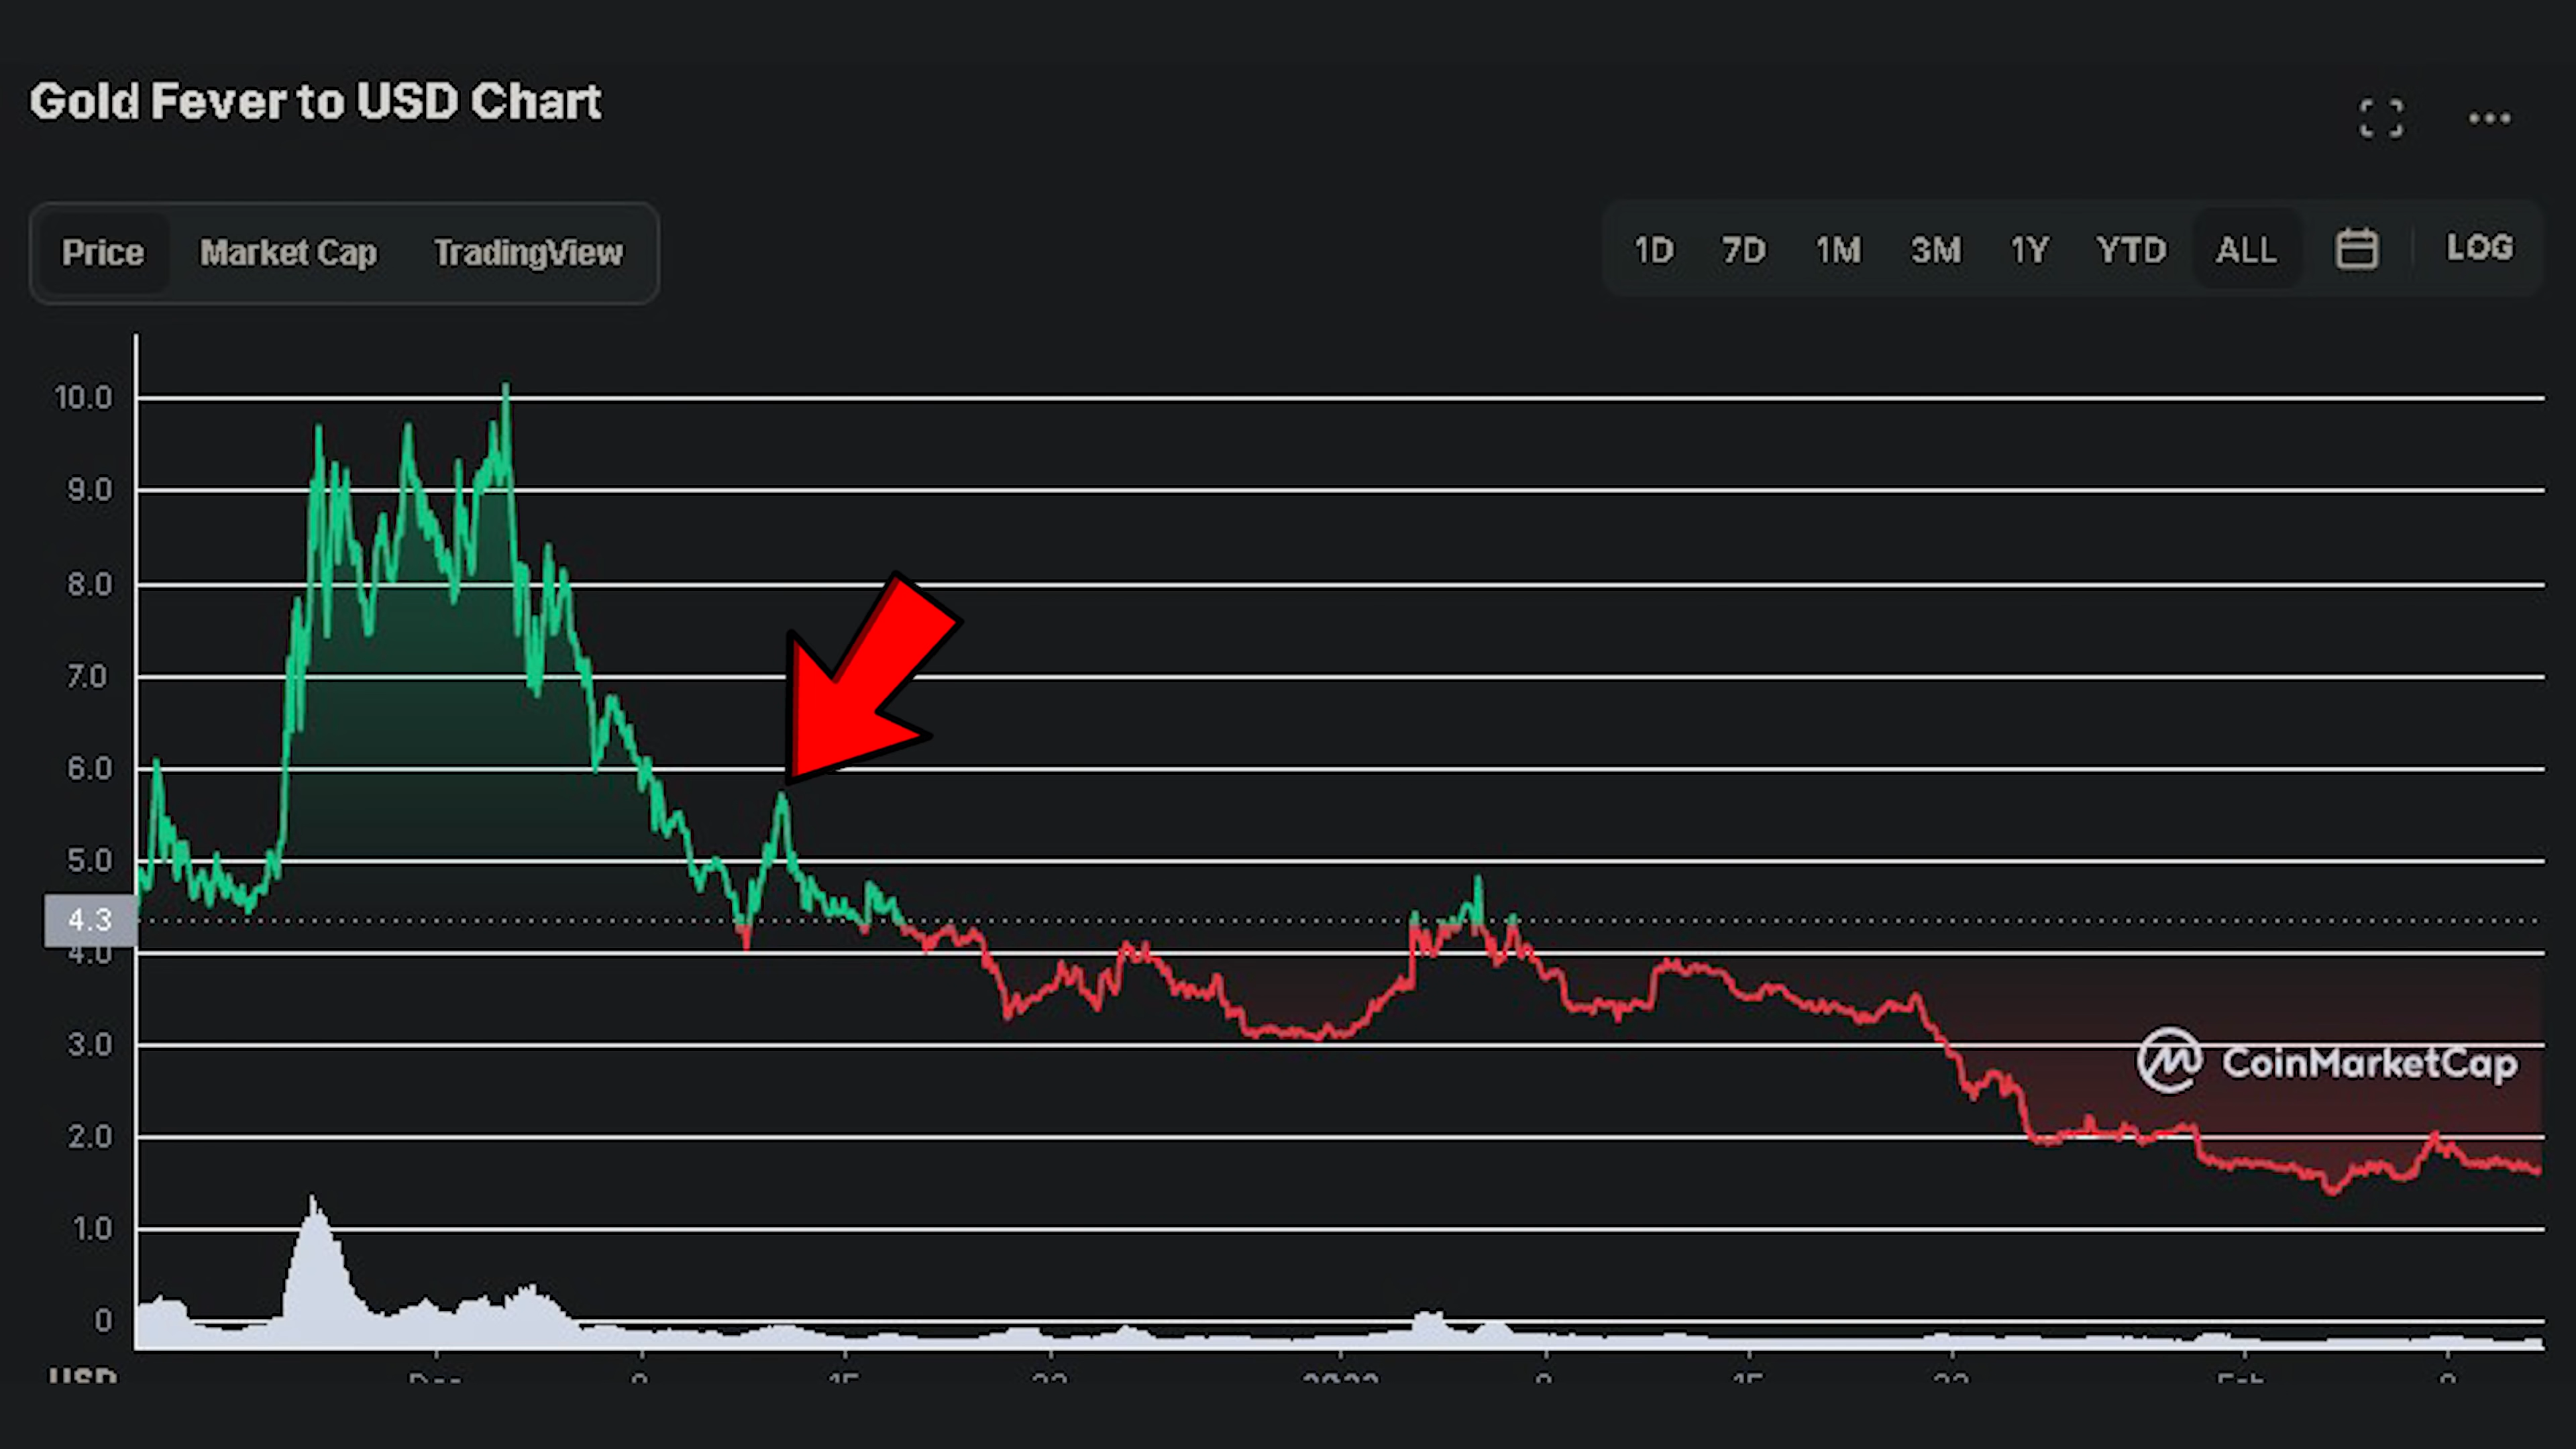 Gold Fever to USD Chart
Price Market Cap TradingView
1D 7D 1M 3M 1Y YTD ALL LOG
10.0
9.0
8.0
7.0
6.0
5.0
4.3
4.0
3.0
2.0
1.0
0
CoinMarketCap
USD